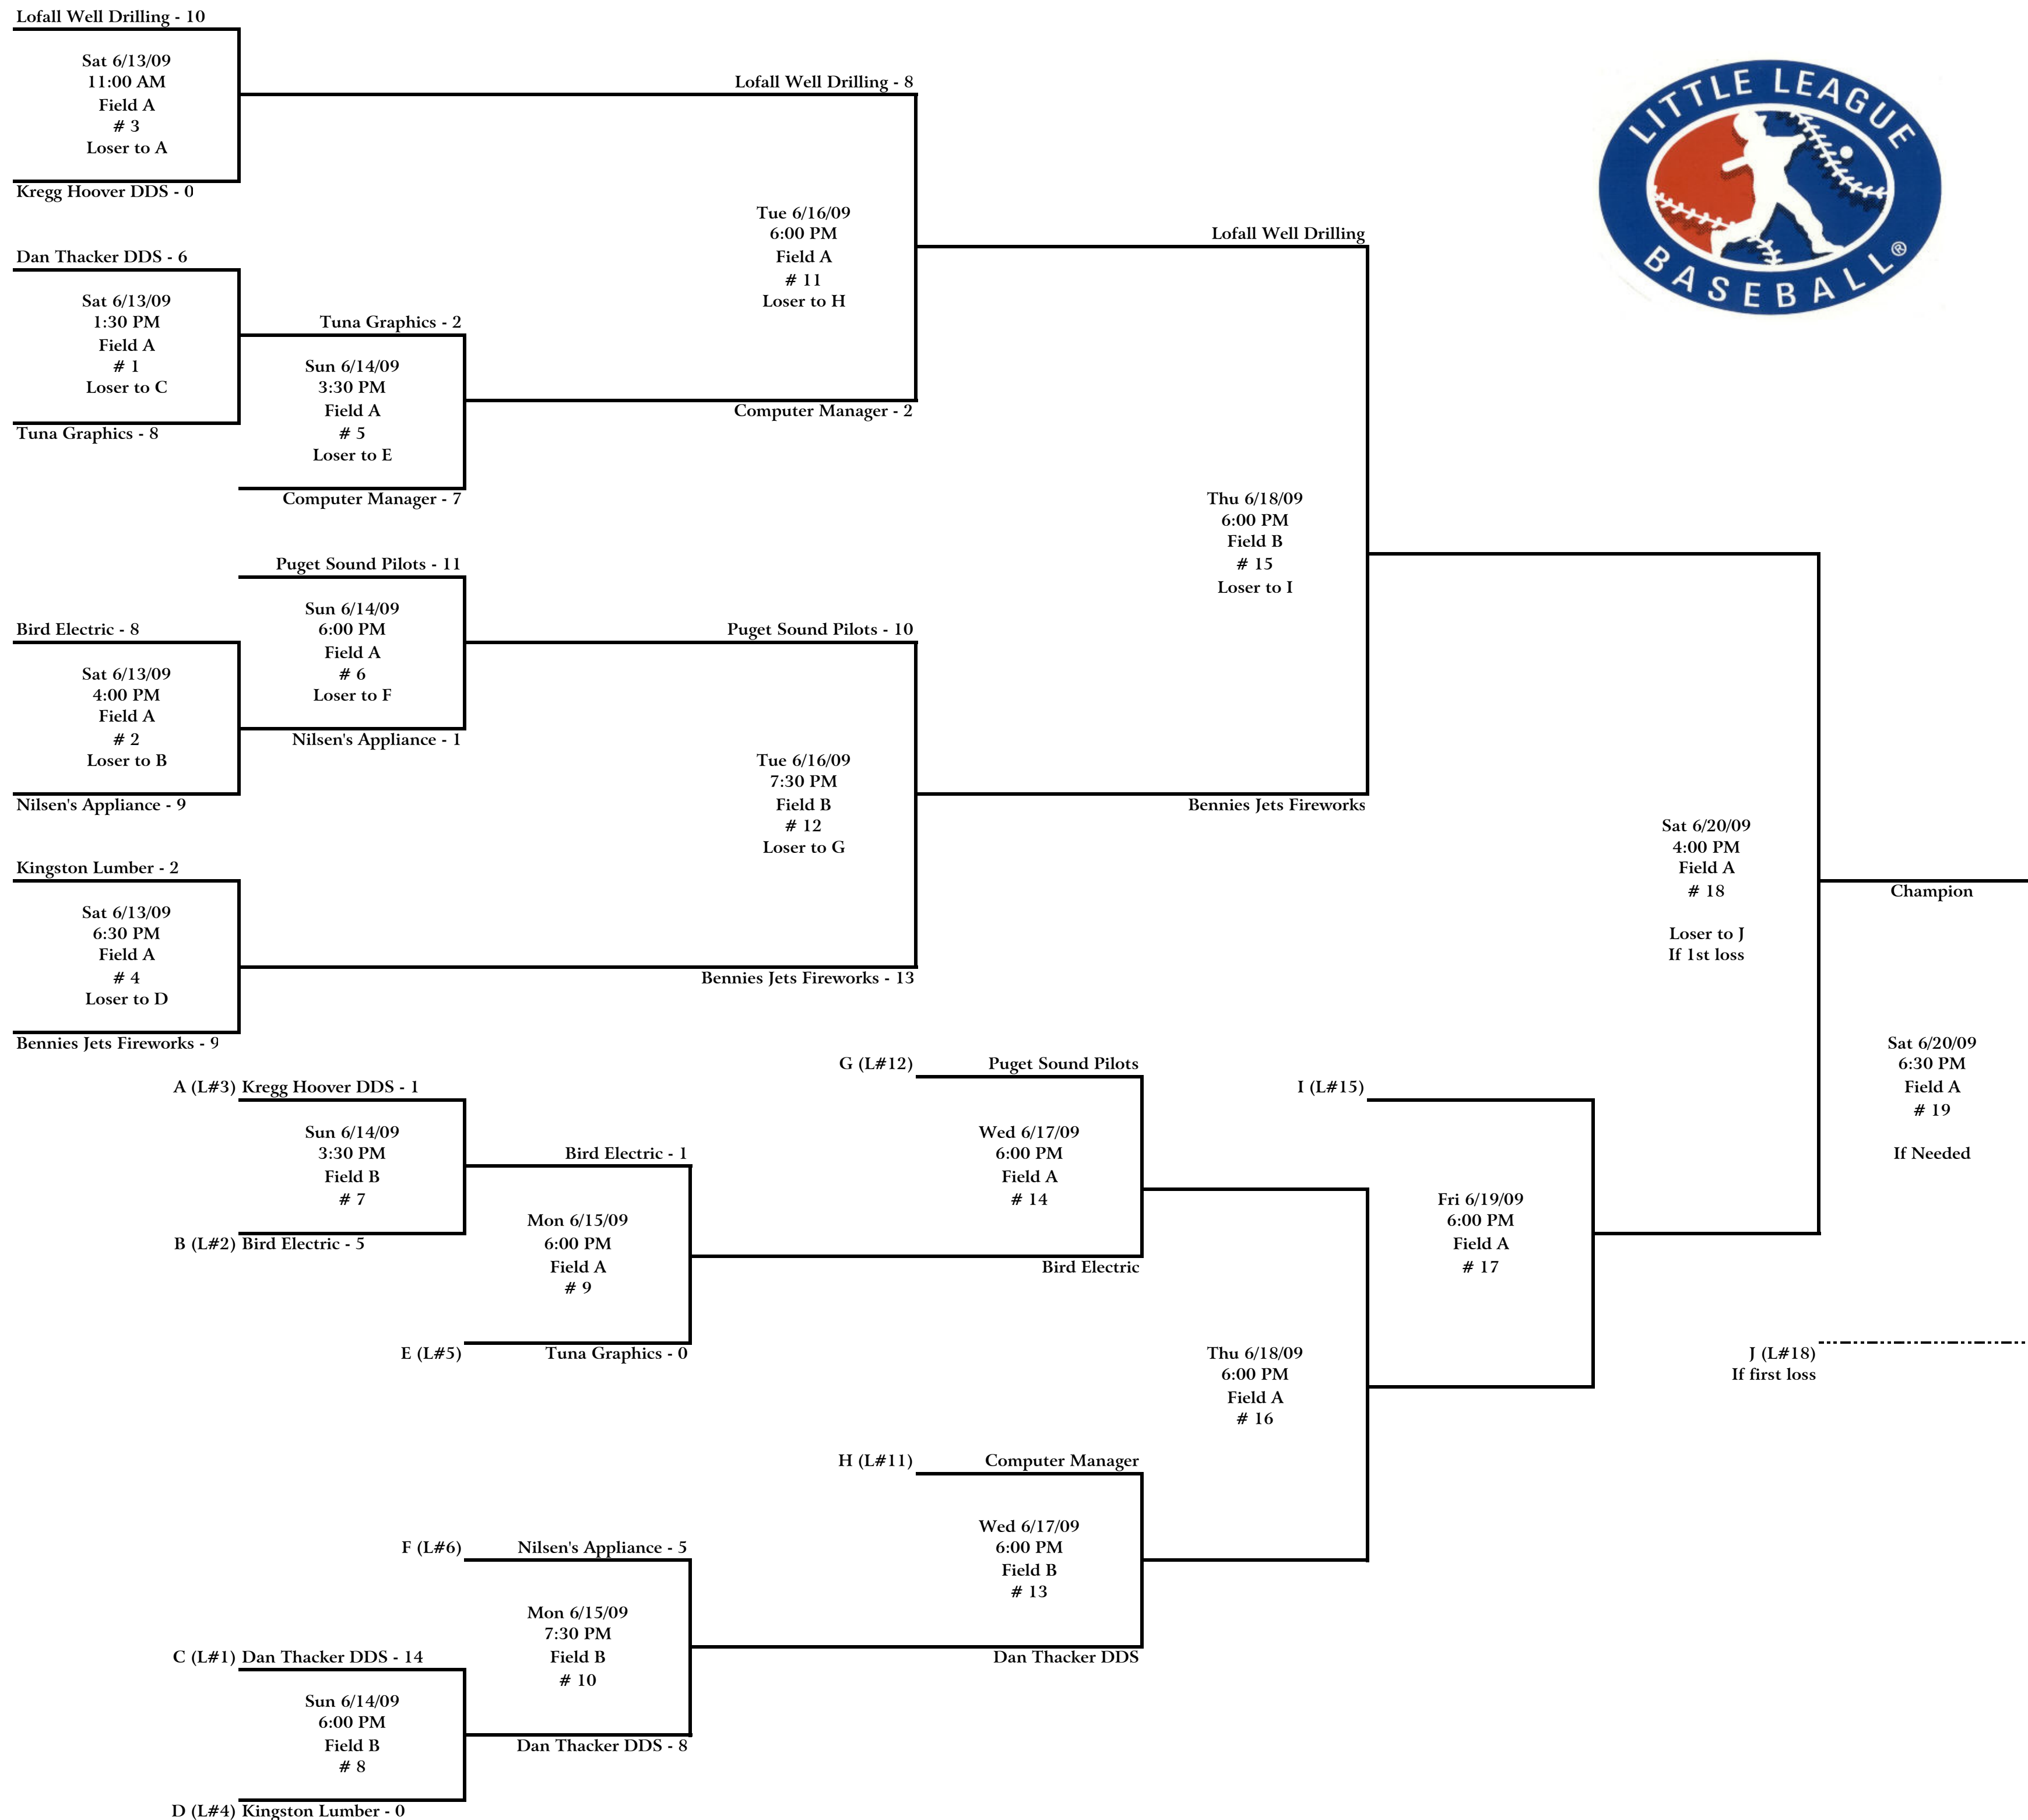 Lofall Well Drilling - 10
Sat 6/13/09
11:00 AM
Field A
# 3
Loser to A
Kregg Hoover DDS - 0
Dan Thacker DDS - 6
Sat 6/13/09
1:30 PM
Field A
# 1
Loser to C
Tuna Graphics - 8
Tuna Graphics - 2
Sun 6/14/09
3:30 PM
Field A
# 5
Loser to E
Computer Manager - 7
Lofall Well Drilling - 8
Tue 6/16/09
6:00 PM
Field A
# 11
Loser to H
Computer Manager - 2
Puget Sound Pilots - 11
Sun 6/14/09
6:00 PM
Field A
# 6
Loser to F
Nilsen's Appliance - 1
Bird Electric - 8
Sat 6/13/09
4:00 PM
Field A
# 2
Loser to B
Nilsen's Appliance - 9
Kingston Lumber - 2
Sat 6/13/09
6:30 PM
Field A
# 4
Loser to D
Bennies Jets Fireworks - 9
Puget Sound Pilots - 10
Tue 6/16/09
7:30 PM
Field B
# 12
Loser to G
Bennies Jets Fireworks - 13
Lofall Well Drilling
Thu 6/18/09
6:00 PM
Field B
# 15
Loser to I
Bennies Jets Fireworks
LITTLE LEAGUE
BASEBALL®
Sat 6/20/09
4:00 PM
Field A
# 18
Loser to J
If 1st loss
Champion
Sat 6/20/09
6:30 PM
Field A
# 19
If Needed
A (L#3) Kregg Hoover DDS - 1
Sun 6/14/09
3:30 PM
Field B
# 7
B (L#2) Bird Electric - 5
Bird Electric - 1
Mon 6/15/09
6:00 PM
Field A
# 9
E (L#5) Tuna Graphics - 0
G (L#12) Puget Sound Pilots
Wed 6/17/09
6:00 PM
Field A
# 14
Bird Electric
I (L#15)
Fri 6/19/09
6:00 PM
Field A
# 17
J (L#18)
If first loss
Thu 6/18/09
6:00 PM
Field A
# 16
H (L#11) Computer Manager
Wed 6/17/09
6:00 PM
Field B
# 13
Dan Thacker DDS
F (L#6) Nilsen's Appliance - 5
Mon 6/15/09
7:30 PM
Field B
# 10
Dan Thacker DDS - 8
C (L#1) Dan Thacker DDS - 14
Sun 6/14/09
6:00 PM
Field B
# 8
D (L#4) Kingston Lumber - 0